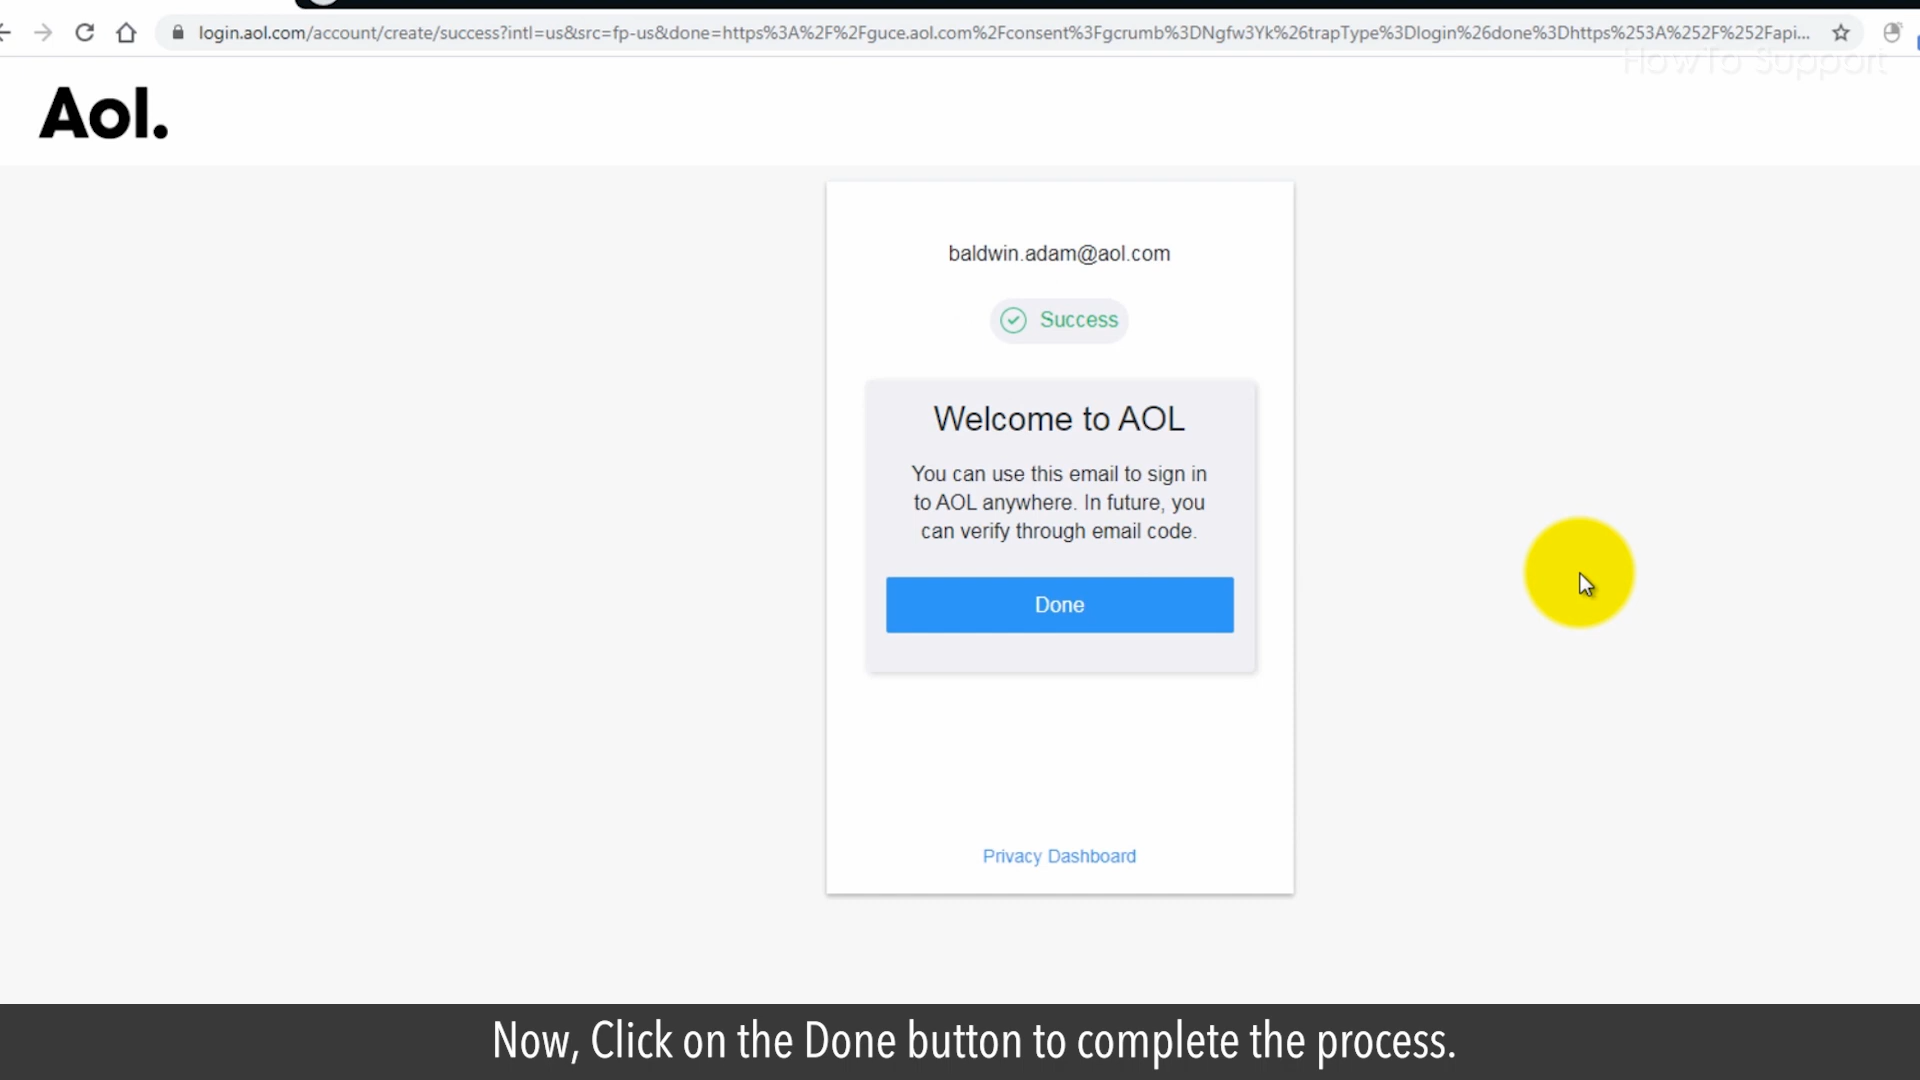 login.aol.com/account/create/success?intl=us&src=fp-us&done=https%3A%2F%2Fguce.aol.com%2Fconsent%3Fgcrumb%3DNgfw3Yk%26trapType%3Dlogin%26done%3Dhttps%253A%252F%252Fapi...
HowTo Support
Aol.
baldwin.adam@aol.com
Success
Welcome to AOL
You can use this email to sign in
to AOL anywhere. In future, you
can verify through email code.
Done
Privacy Dashboard
Now, Click on the Done button to complete the process.